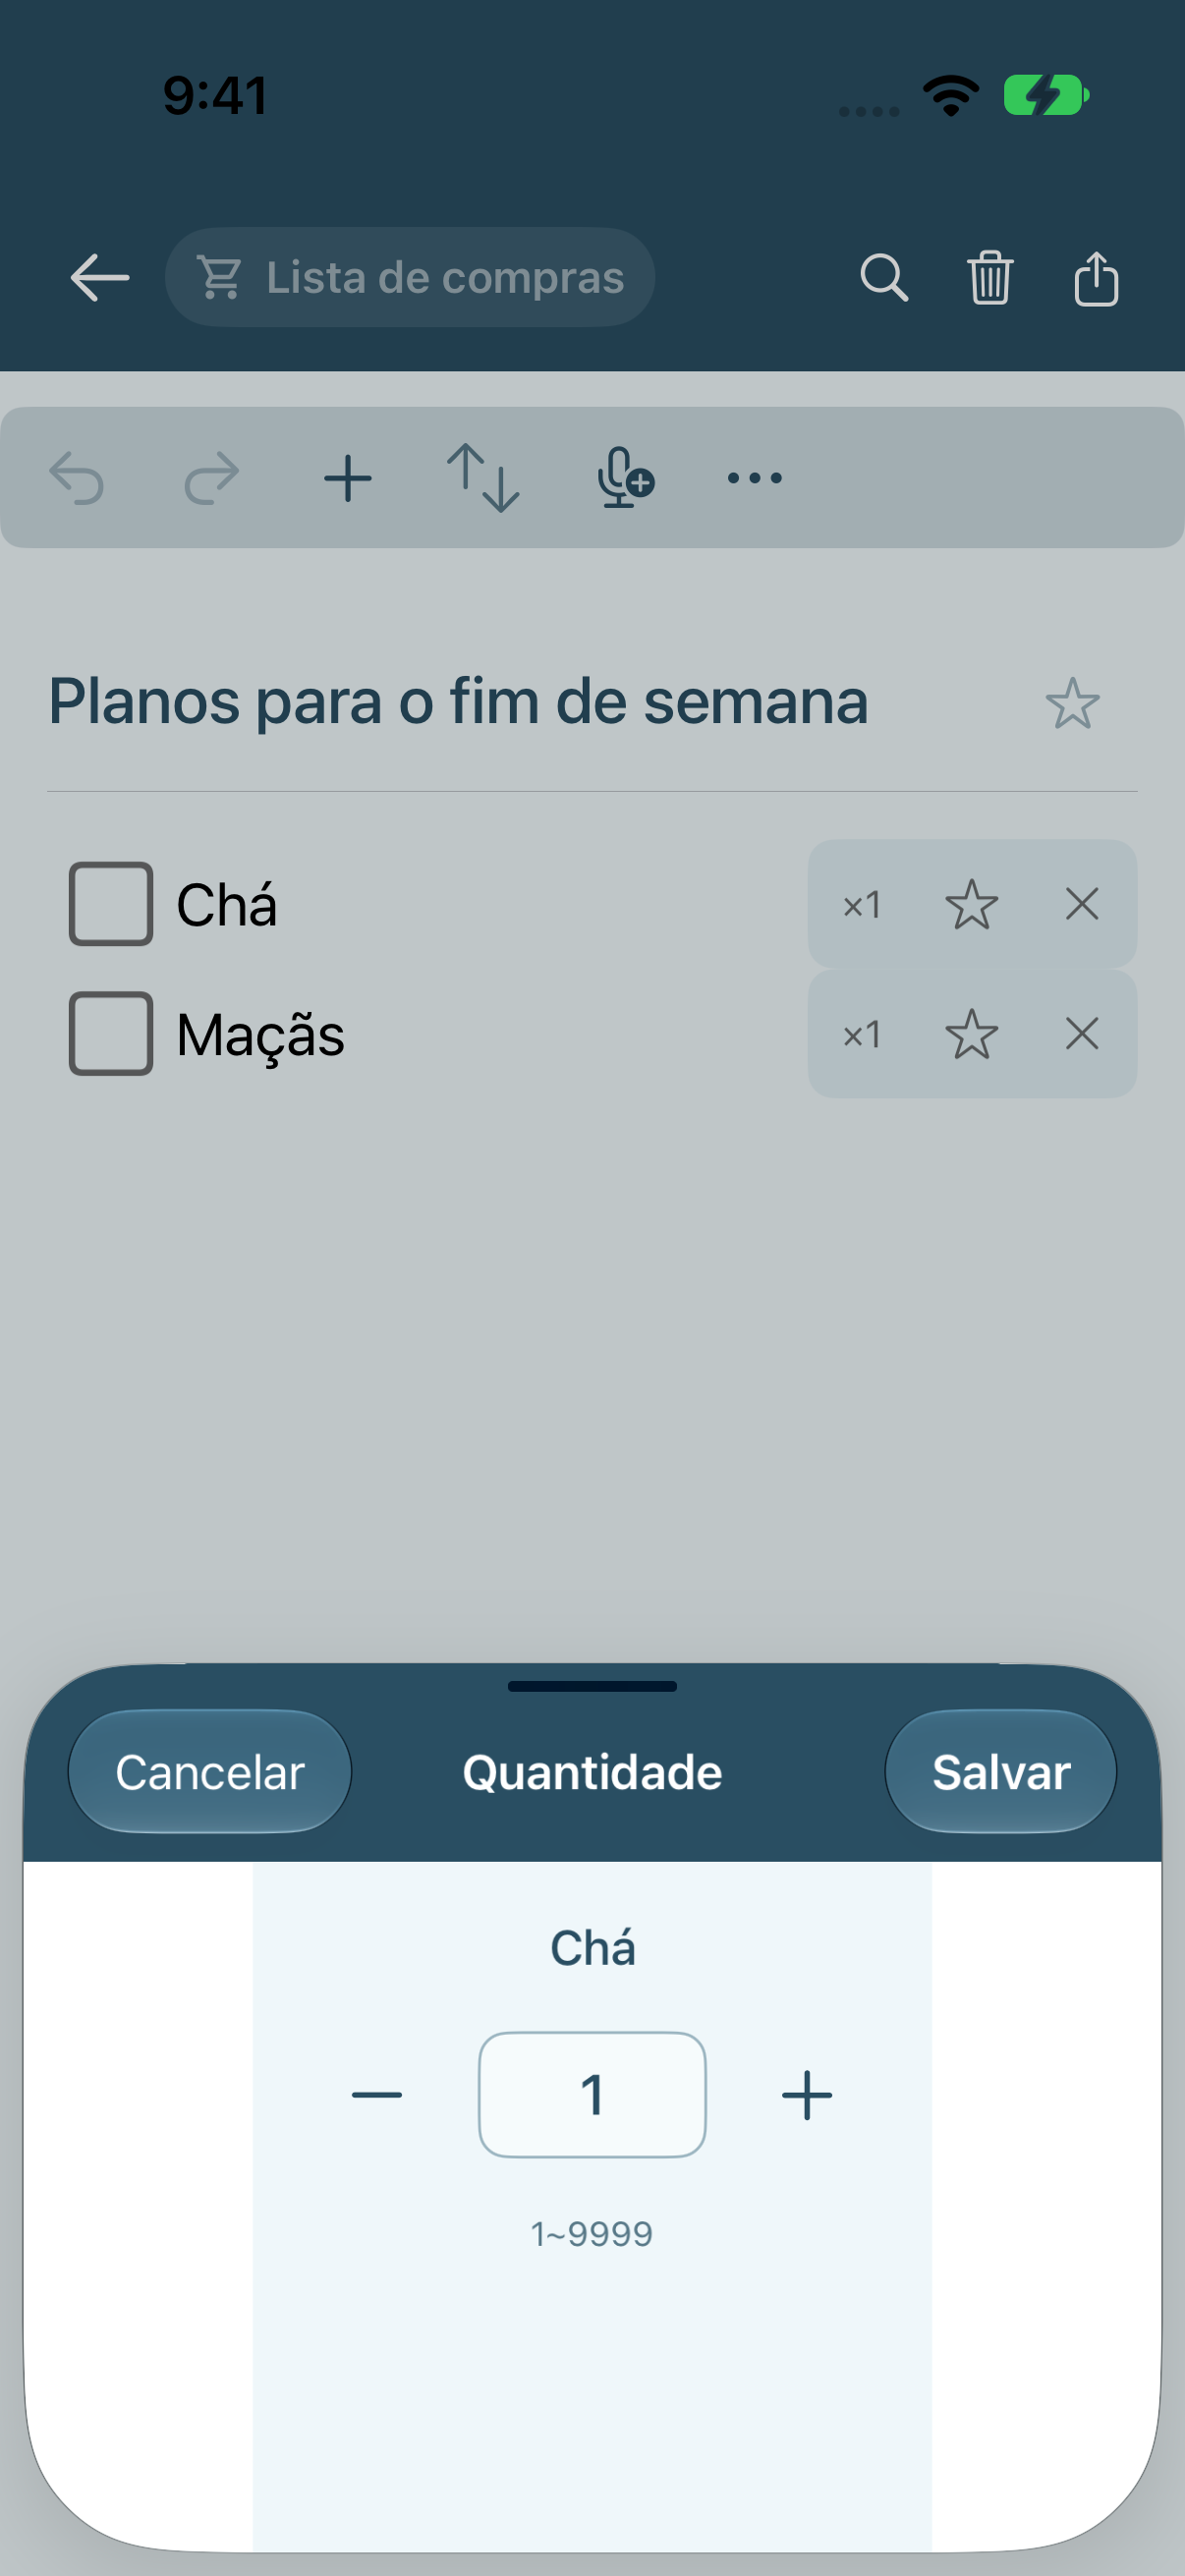 9:41
Lista de compras
Planos para o fim de semana
Chá ×1
Maçãs ×1
Cancelar Quantidade Salvar
Chá
1
1~9999